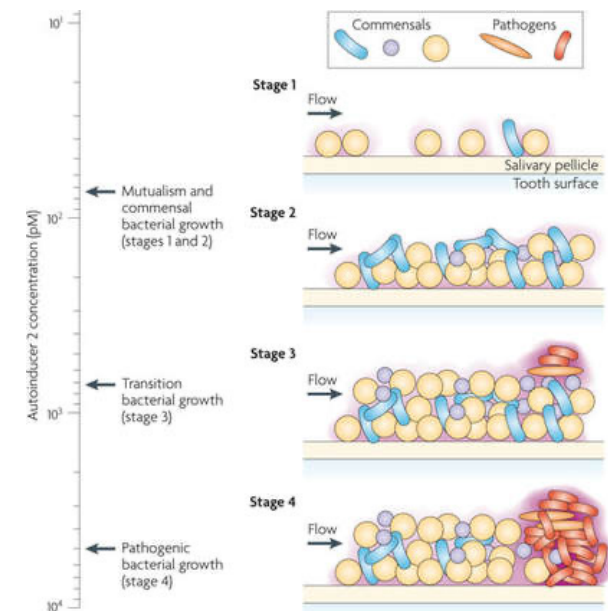 10¹
Commensals
Pathogens
Stage 1
Flow
Salivary pellicle
Tooth surface
Mutualism and
commensal
bacterial growth
(stages 1 and 2)
10²
Stage 2
Flow
Autoinducer 2 concentration (pM)
Stage 3
Transition
bacterial growth
(stage 3)
Flow
10³
Stage 4
Flow
Pathogenic
bacterial growth
(stage 4)
10⁴